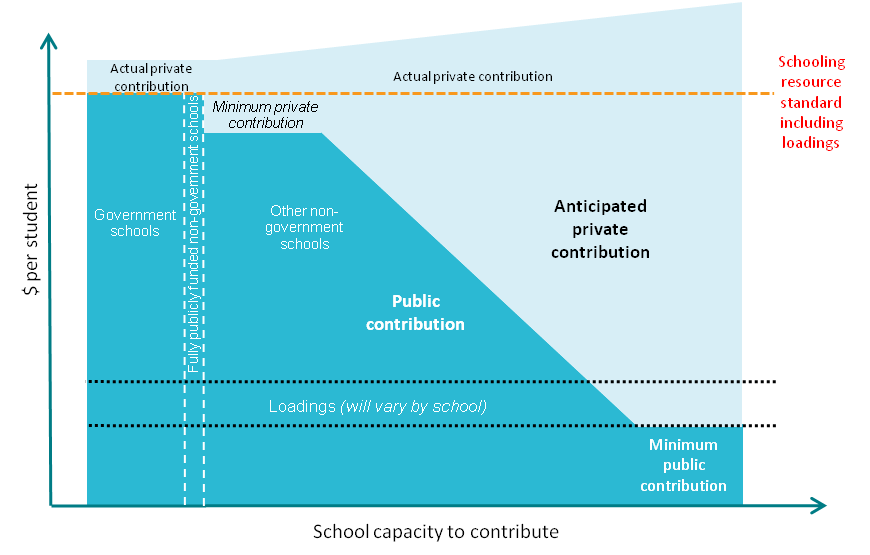 Actual private
contribution
Actual private contribution
Schooling
resource
standard
including
loadings
Minimum private
contribution
Fully publicly funded non-government schools
Government
schools
Other non-
government
schools
Anticipated
private
contribution
Public
contribution
$ per student
Loadings (will vary by school)
Minimum
public
contribution
School capacity to contribute